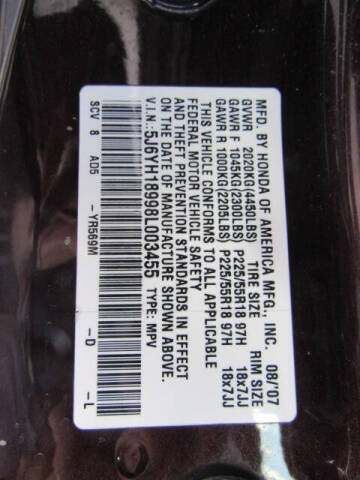 MFD. BY HONDA OF AMERICA MFG., INC. 08/'07
GVWR 2020KG(4450LBS) TIRE SIZE RIM SIZE
GAWR F 1045KG(2300LBS) P225/55R18 97H 18x7JJ
GAWR R 1000KG(2205LBS) P225/55R18 97H 18x7JJ
THIS VEHICLE CONFORMS TO ALL APPLICABLE
FEDERAL MOTOR VEHICLE SAFETY
AND THEFT PREVENTION STANDARDS IN EFFECT
ON THE DATE OF MANUFACTURE SHOWN ABOVE.
V.I.N.: 5J6YH18998L003455 TYPE: MPV
SCV 8 AD5 -YR569M -D -L